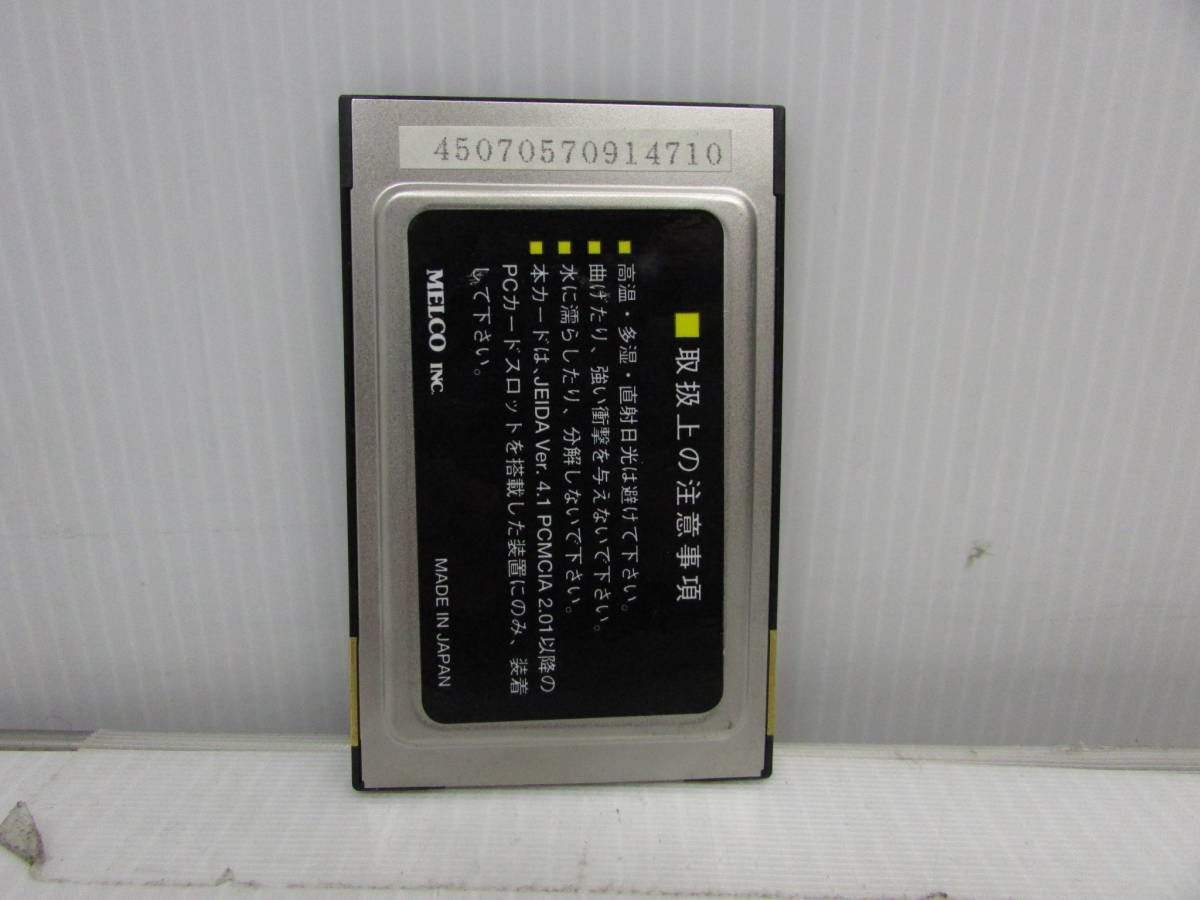 45070570914710
■取扱上の注意事項
■高温・多湿・直射日光は避けて下さい。
■曲げたり、強い衝撃を与えないで下さい。
■水に濡らしたり、分解しないで下さい。
■本カードは、JEIDA Ver. 4.1 PCMCIA 2.01以降の
PCカードスロットを搭載した装置にのみ、装着
して下さい。
MELCO INC.
MADE IN JAPAN